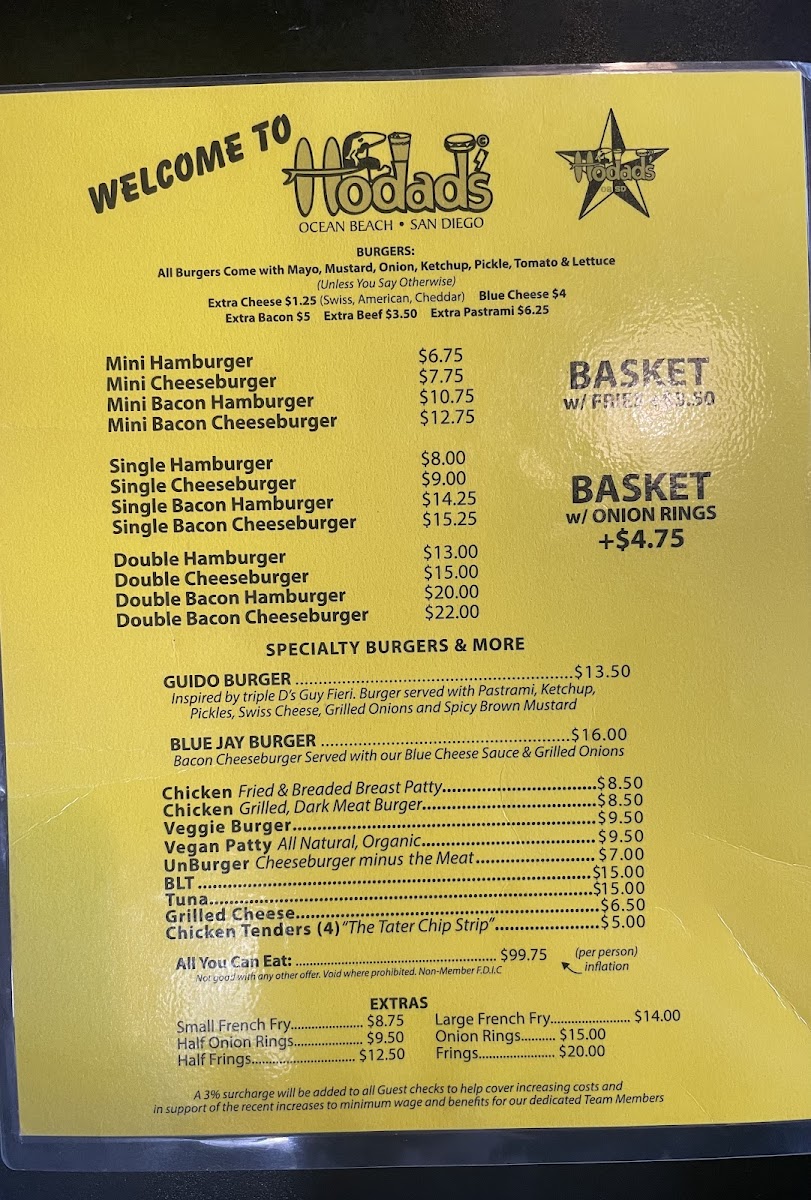 WELCOME TO
Hodad's ©
OCEAN BEACH • SAN DIEGO
Hodad's
OB SD
BURGERS:
All Burgers Come with Mayo, Mustard, Onion, Ketchup, Pickle, Tomato & Lettuce
(Unless You Say Otherwise)
Extra Cheese $1.25 (Swiss, American, Cheddar) Blue Cheese $4
Extra Bacon $5 Extra Beef $3.50 Extra Pastrami $6.25
Mini Hamburger $6.75
Mini Cheeseburger $7.75
Mini Bacon Hamburger $10.75
Mini Bacon Cheeseburger $12.75
BASKET
w/ FRIES
Single Hamburger $8.00
Single Cheeseburger $9.00
Single Bacon Hamburger $14.25
Single Bacon Cheeseburger $15.25
BASKET
w/ ONION RINGS
+$4.75
Double Hamburger $13.00
Double Cheeseburger $15.00
Double Bacon Hamburger $20.00
Double Bacon Cheeseburger $22.00
SPECIALTY BURGERS & MORE
GUIDO BURGER ....................$13.50
Inspired by triple D's Guy Fieri. Burger served with Pastrami, Ketchup,
Pickles, Swiss Cheese, Grilled Onions and Spicy Brown Mustard
BLUE JAY BURGER ....................$16.00
Bacon Cheeseburger Served with our Blue Cheese Sauce & Grilled Onions
Chicken Fried & Breaded Breast Patty....................$8.50
Chicken Grilled, Dark Meat Burger....................$8.50
Veggie Burger....................$9.50
Vegan Patty All Natural, Organic....................$9.50
UnBurger Cheeseburger minus the Meat....................$7.00
BLT....................$15.00
Tuna....................$15.00
Grilled Cheese....................$6.50
Chicken Tenders (4) "The Tater Chip Strip"....................$5.00
All You Can Eat: .................... $99.75 (per person)
inflation
Not good with any other offer. Void where prohibited. Non-Member F.D.I.C
EXTRAS
Small French Fry.................... $8.75 Large French Fry.................... $14.00
Half Onion Rings.................... $9.50 Onion Rings.......... $15.00
Half Frings.................... $12.50 Frings.................... $20.00
A 3% surcharge will be added to all Guest checks to help cover increasing costs and
in support of the recent increases to minimum wage and benefits for our dedicated Team Members